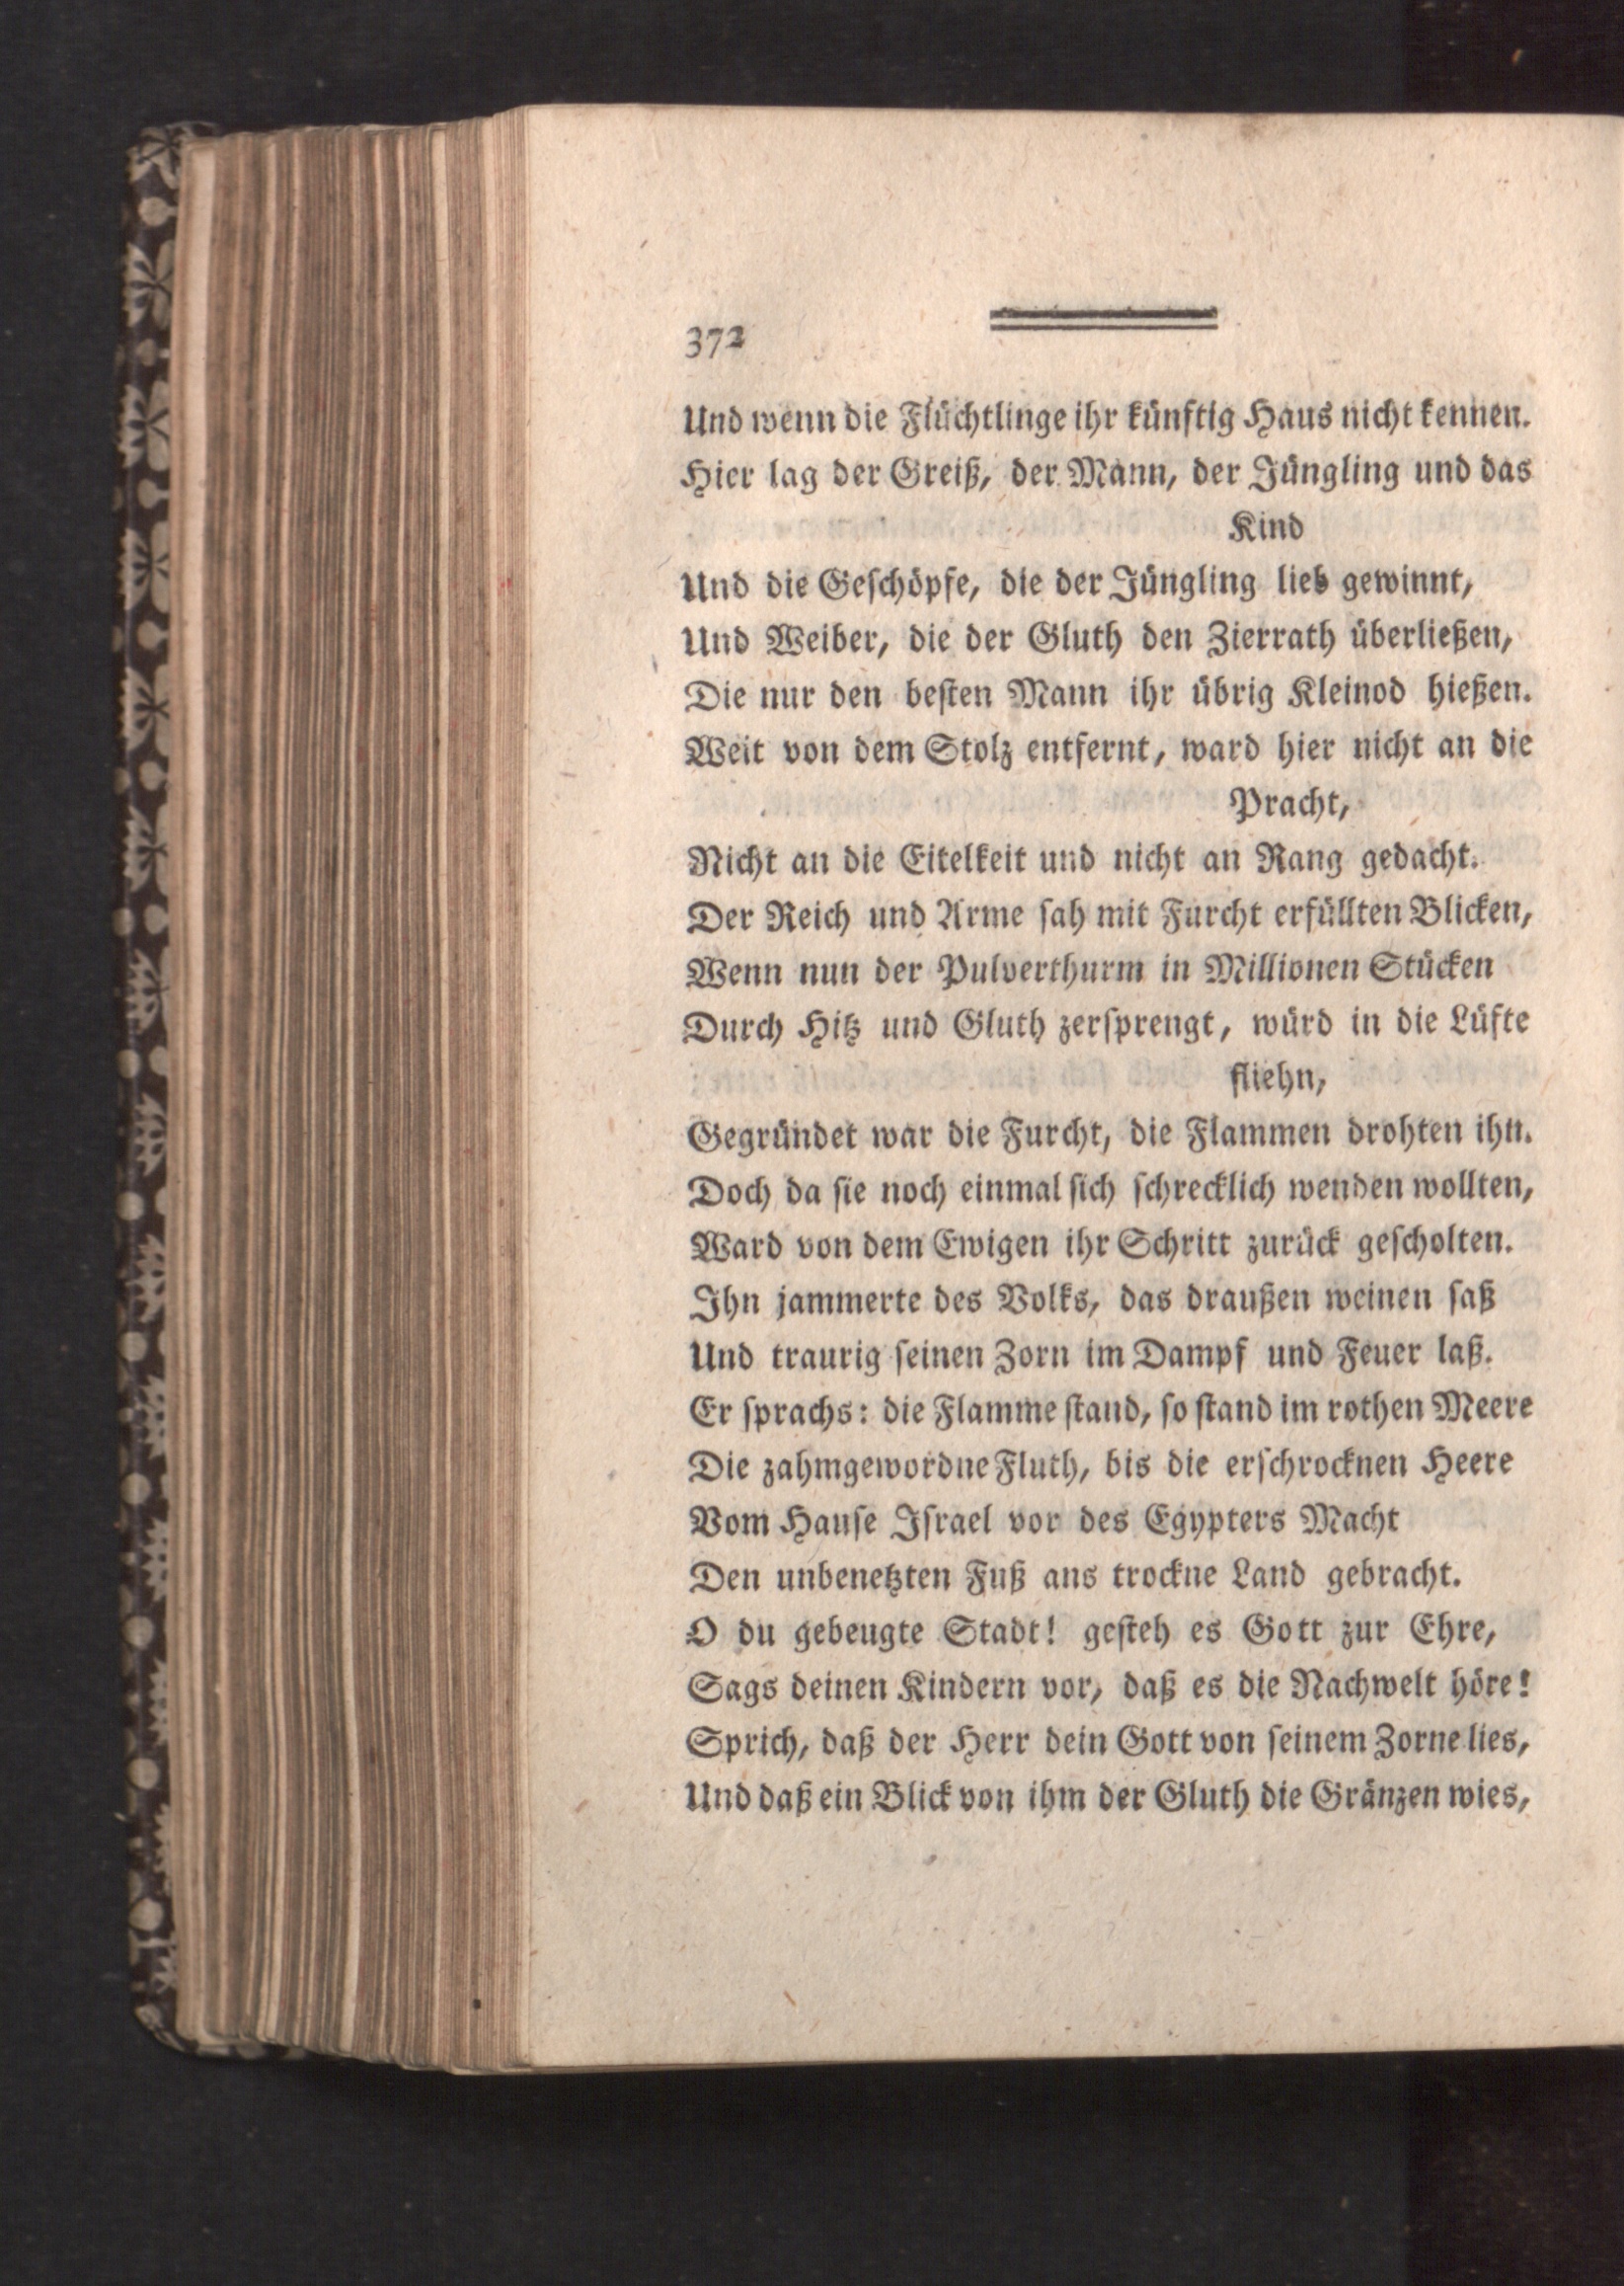 372
Und wenn die Flüchtlinge ihr künftig Haus nicht kennen.
Hier lag der Greiß, der Mann, der Jüngling und das
Kind
Und die Geſchöpfe, die der Jüngling lieb gewinnt,
Und Weiber, die der Gluth den Zierrath überließen,
Die nur den beſten Mann ihr übrig Kleinod hießen.
Weit von dem Stolz entfernt, ward hier nicht an die
Pracht,
Nicht an die Eitelkeit und nicht an Rang gedacht.
Der Reich und Arme ſah mit Furcht erfüllten Blicken,
Wenn nun der Pulverthurm in Millionen Stücken
Durch Hitz und Gluth zerſprengt, würd in die Lüfte
fliehn,
Gegründet war die Furcht, die Flammen drohten ihn.
Doch da ſie noch einmal ſich ſchrecklich wenden wollten,
Ward von dem Ewigen ihr Schritt zurück geſcholten.
Ihn jammerte des Volks, das draußen weinen ſaß
Und traurig ſeinen Zorn im Dampf und Feuer laß.
Er ſprachs: die Flamme ſtand, ſo ſtand im rothen Meere
Die zahmgewordne Fluth, bis die erſchrocknen Heere
Vom Hauſe Iſrael vor des Egypters Macht
Den unbenetzten Fuß ans trockne Land gebracht.
O du gebeugte Stadt! geſteh es Gott zur Ehre,
Sags deinen Kindern vor, daß es die Nachwelt höre!
Sprich, daß der Herr dein Gott von ſeinem Zorne lies,
Und daß ein Blick von ihm der Gluth die Gränzen wies,